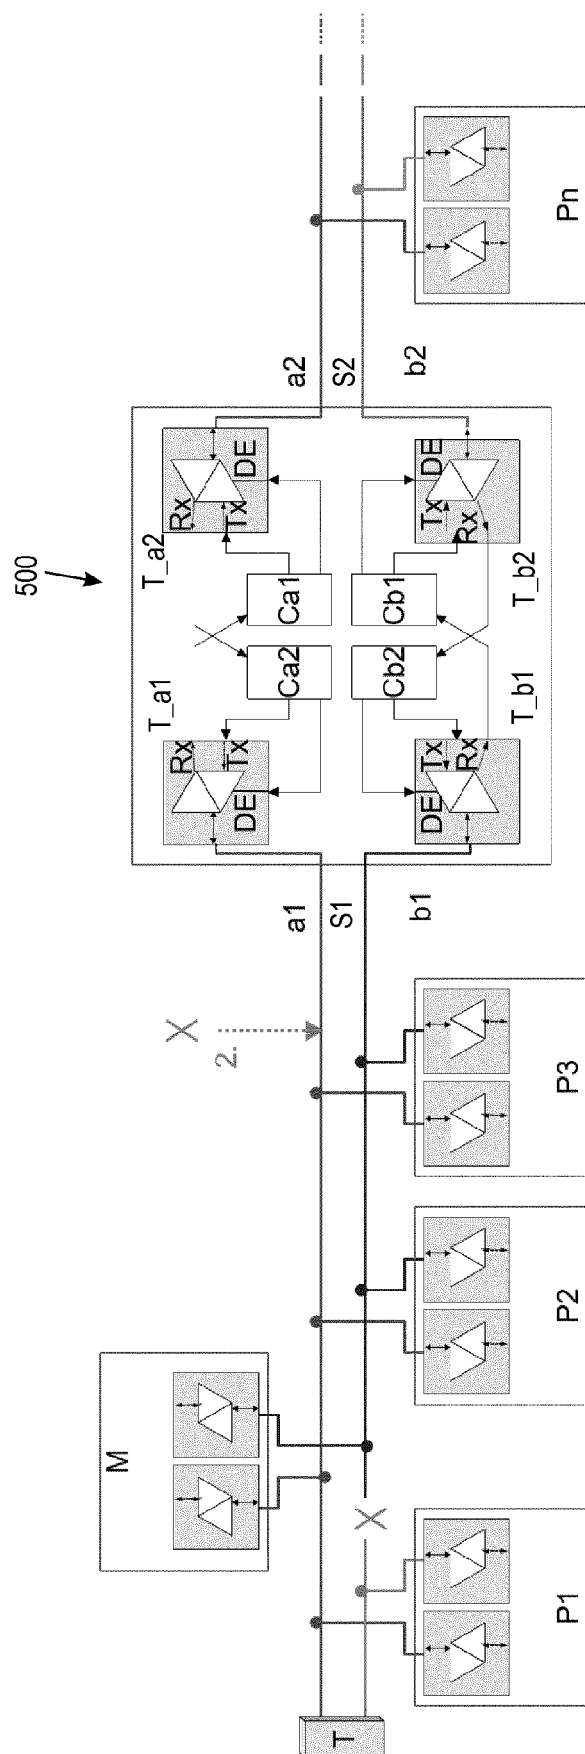 500
T_a1
T_a2
Rx
Tx
DE
Rx
Tx
DE
Ca2
Ca1
Cb2
Cb1
DE
Tx
Rx
DE
Tx
Rx
T_b1
T_b2
M
X
2.
a1
S1
b1
a2
S2
b2
X
T
P1
P2
P3
Pn